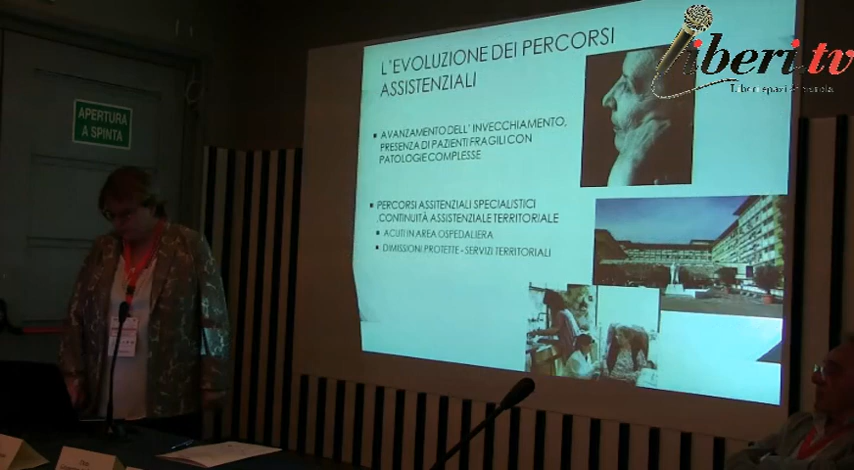 Liberi.tv
L'EVOLUZIONE DEI PERCORSI
ASSISTENZIALI
APERTURA
A SPINTA
▪ AVANZAMENTO DELL' INVECCHIAMENTO,
PRESENZA DI PAZIENTI FRAGILI CON
PATOLOGIE COMPLESSE
▪ PERCORSI ASSITENZIALI SPECIALISTICI
.CONTINUITÀ ASSISTENZIALE TERRITORIALE
▪ ACUTI IN AREA OSPEDALIERA
▪ DIMISSIONI PROTETTE - SERVIZI TERRITORIALI